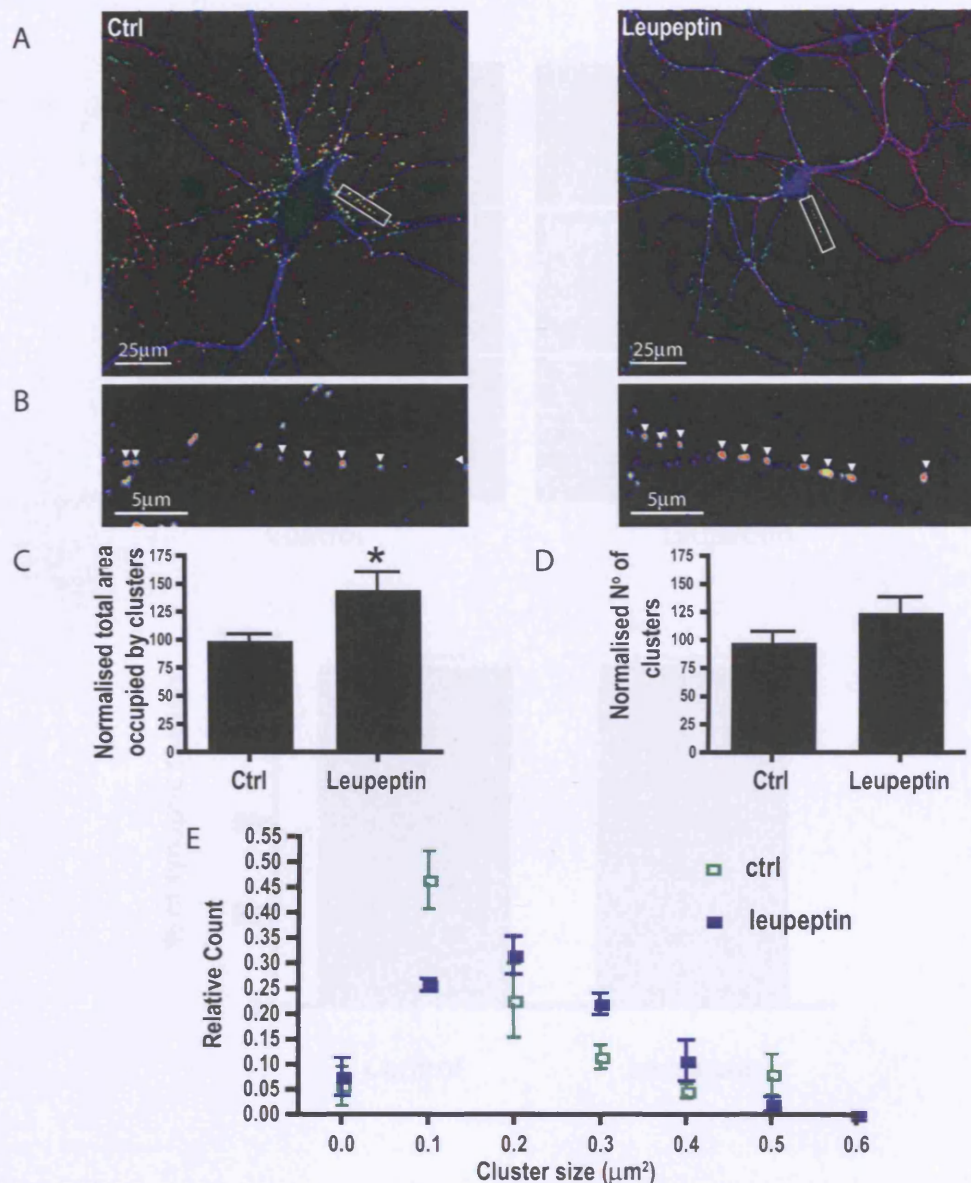 A
Ctrl
Leupeptin
25μm
25μm
B
5μm
5μm
C
Normalised total area
occupied by clusters
175
150
125
100
75
50
25
0
Ctrl
Leupeptin
*
D
Normalised Nº of
clusters
175
150
125
100
75
50
25
0
Ctrl
Leupeptin
E
Relative Count
0.55
0.50
0.45
0.40
0.35
0.30
0.25
0.20
0.15
0.10
0.05
0.00
ctrl
leupeptin
0.0
0.1
0.2
0.3
0.4
0.5
0.6
Cluster size (μm²)